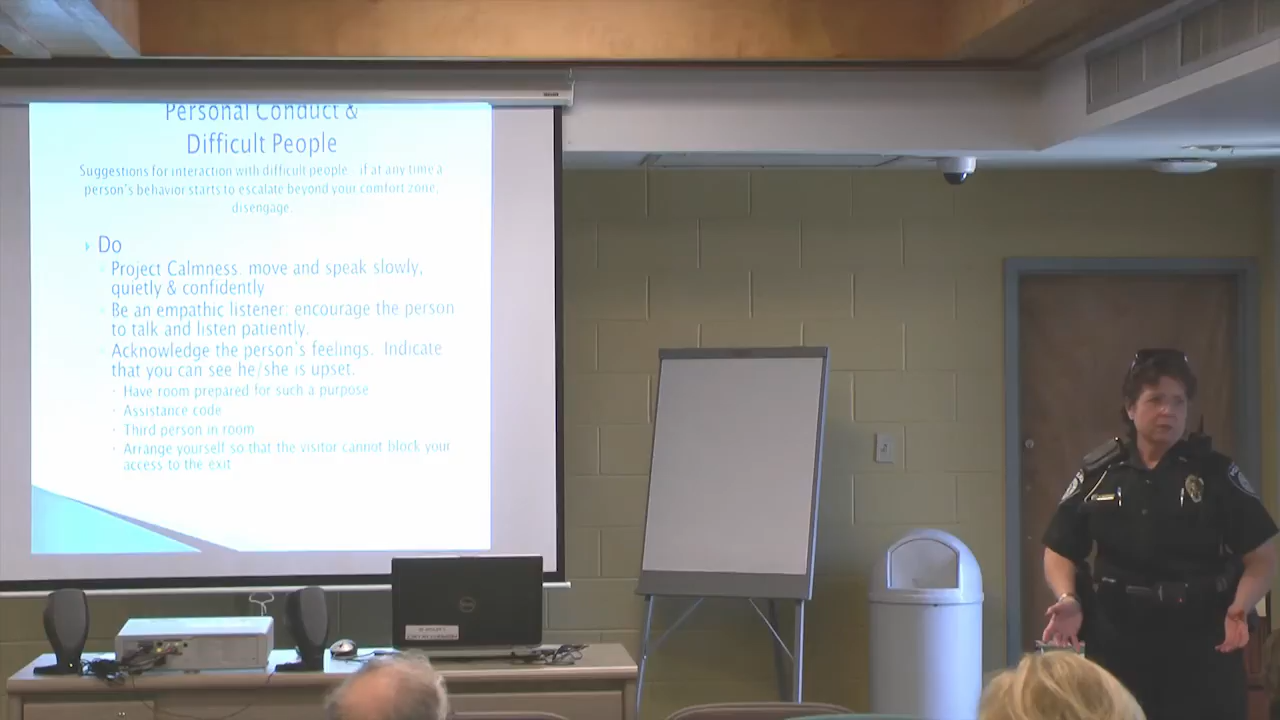 Personal Conduct &
Difficult People
Suggestions for interaction with difficult people: if at any time a
person's behavior starts to escalate beyond your comfort zone,
disengage.
Do
Project Calmness: move and speak slowly,
quietly & confidently
Be an empathic listener: encourage the person
to talk and listen patiently.
Acknowledge the person's feelings. Indicate
that you can see he/she is upset.
Have room prepared for such a purpose
Assistance code
Third person in room
Arrange yourself so that the visitor cannot block your
access to the exit
DELL